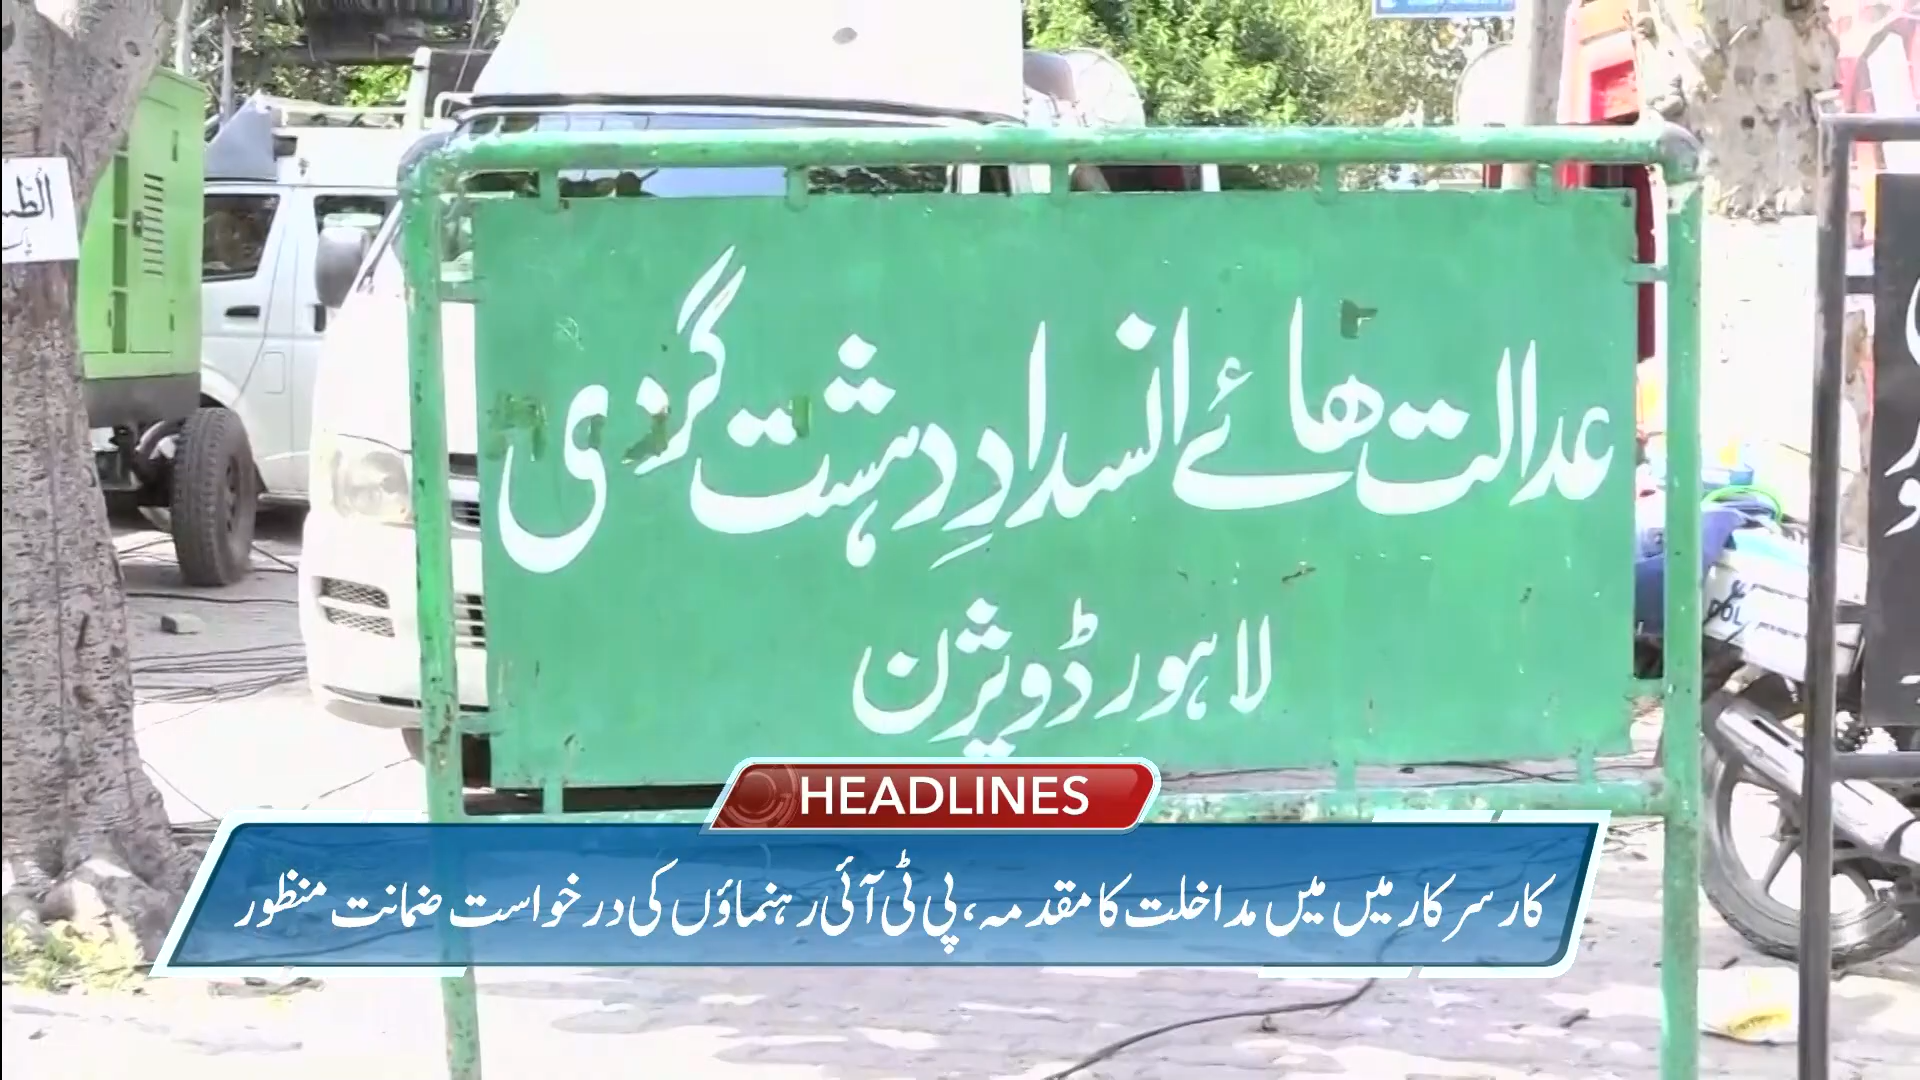 عدالت ھائے انسدادِ دہشت گردی
لاہور ڈویژن
HEADLINES
کار سرکار میں میں مداخلت کا مقدمہ، پی ٹی آئی رہنماؤں کی درخواست ضمانت منظور